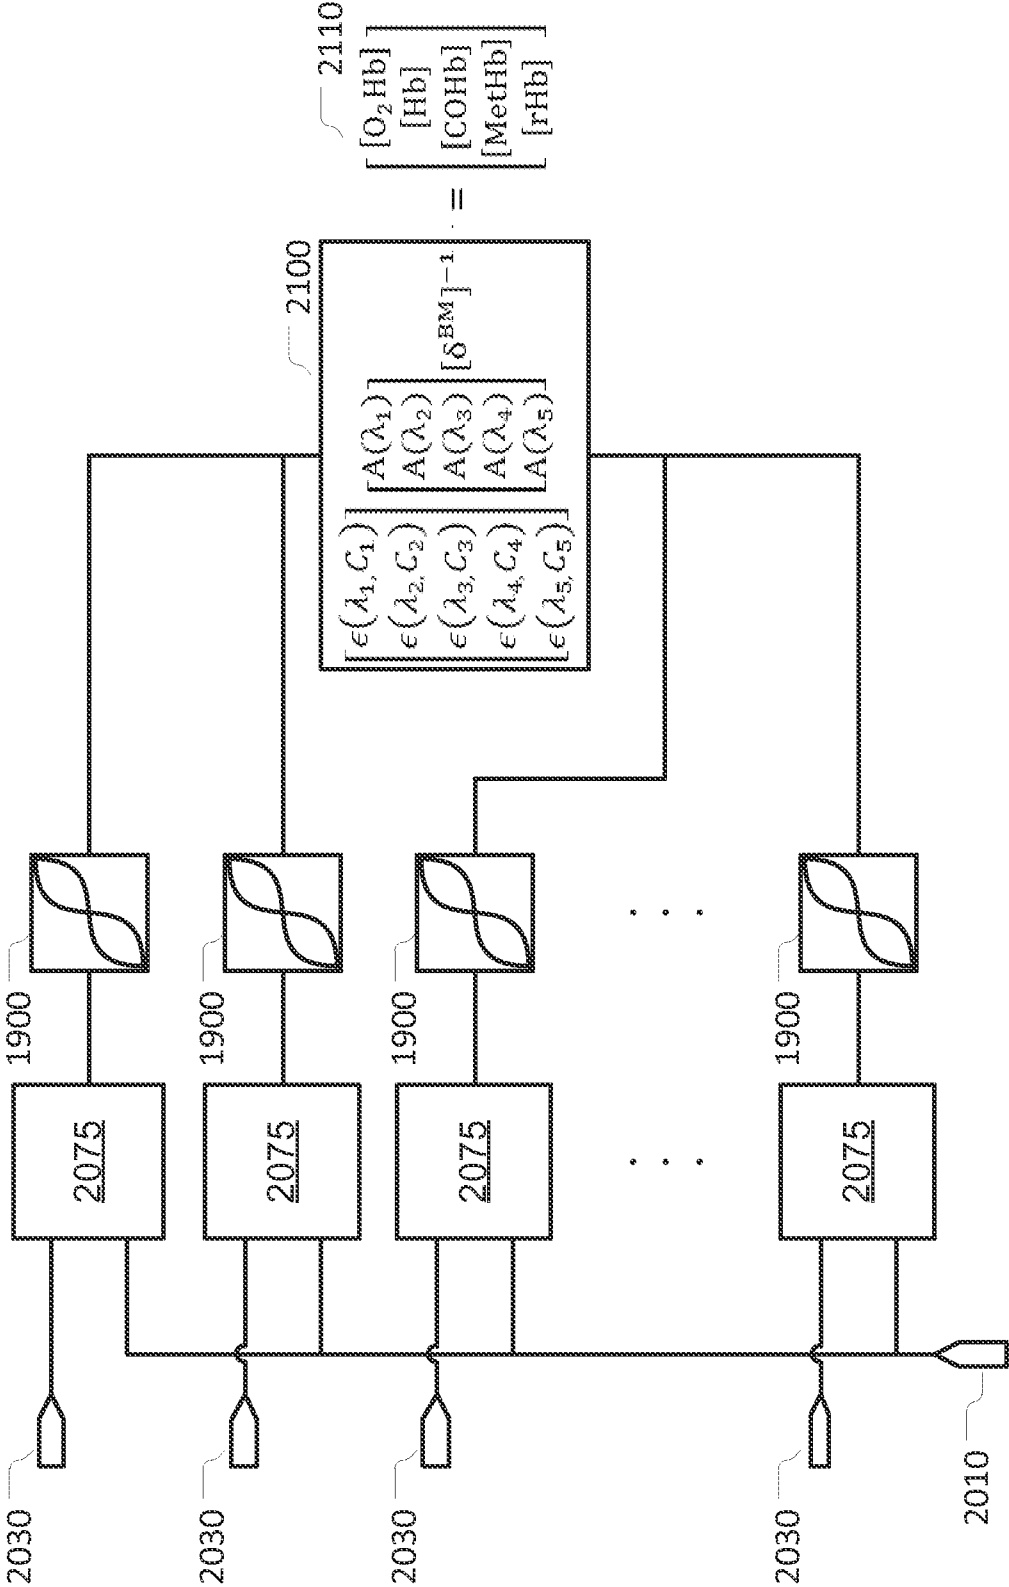 2030
2030
2030
2030
2010
2075
2075
2075
. . .
2075
1900
1900
1900
. . .
1900
2100
[ϵ(λ₁,C₁)] [A(λ₁)]
[ϵ(λ₂,C₂)] [A(λ₂)]
[ϵ(λ₃,C₃)] [A(λ₃)] [δᴮᴹ]⁻¹ =
[ϵ(λ₄,C₄)] [A(λ₄)]
[ϵ(λ₅,C₅)] [A(λ₅)]
2110
[O₂Hb]
[Hb]
[COHb]
[MetHb]
[rHb]